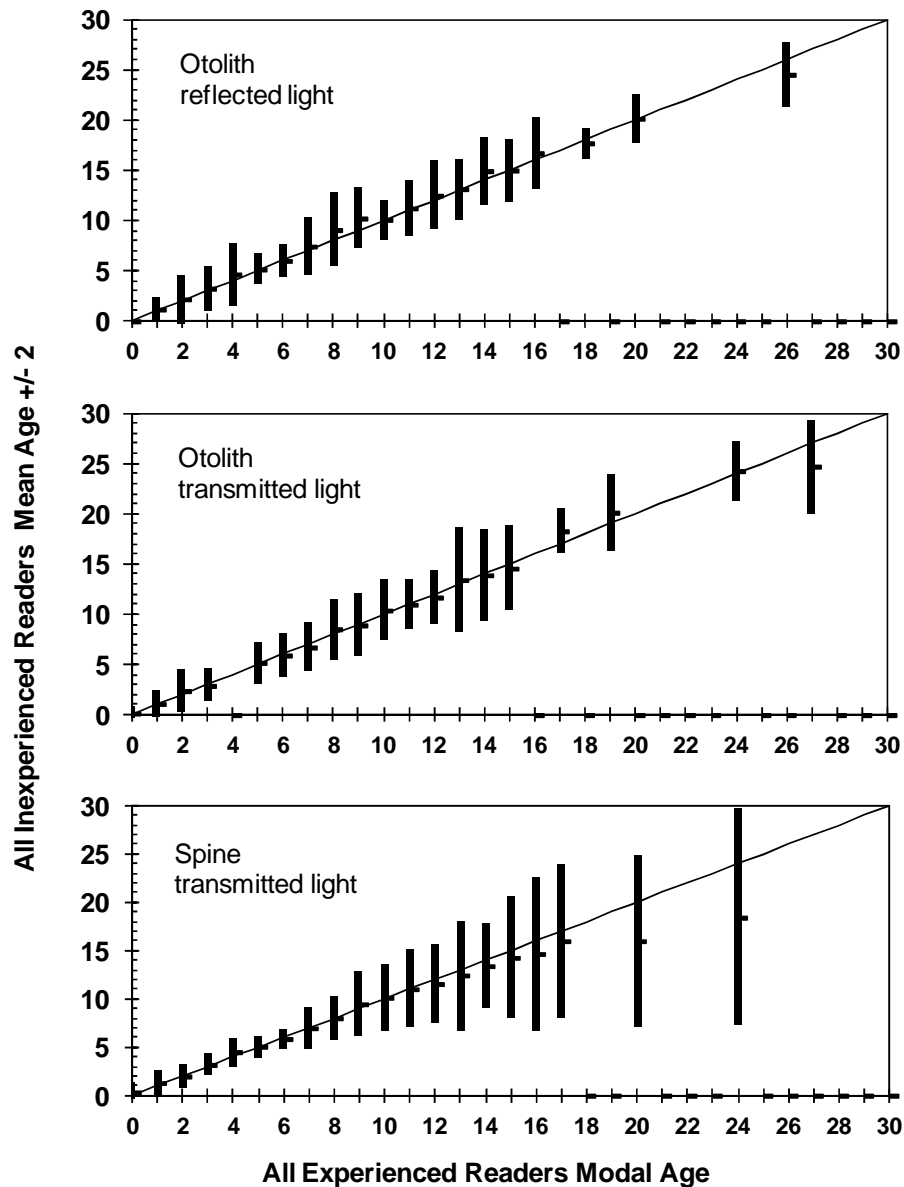 All Inexperienced Readers Mean Age +/- 2
30
25
20
15
10
5
0
Otolith
reflected light
0 2 4 6 8 10 12 14 16 18 20 22 24 26 28 30
30
25
20
15
10
5
0
Otolith
transmitted light
0 2 4 6 8 10 12 14 16 18 20 22 24 26 28 30
30
25
20
15
10
5
0
Spine
transmitted light
0 2 4 6 8 10 12 14 16 18 20 22 24 26 28 30
All Experienced Readers Modal Age